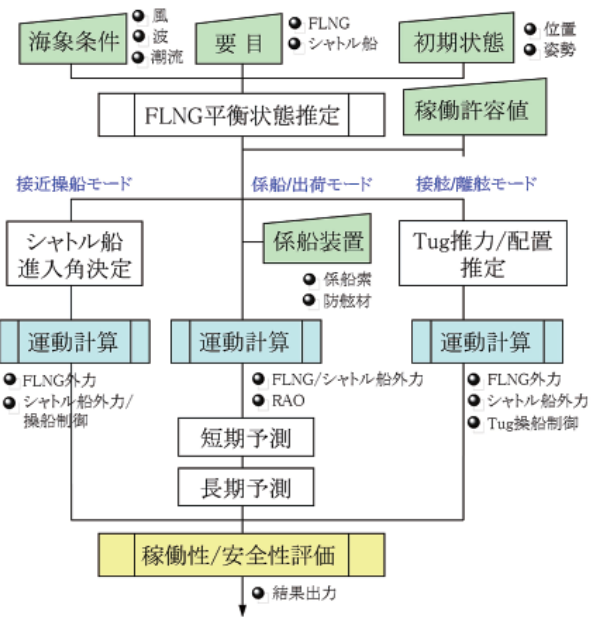 海象条件
風
波
潮流
要目
FLNG
シャトル船
初期状態
位置
姿勢
FLNG平衡状態推定
稼働許容値
接近操船モード
係船/出荷モード
接舷/離舷モード
シャトル船
進入角決定
係船装置
係船索
防舷材
Tug推力/配置
推定
運動計算
FLNG外力
シャトル船外力/
操船制御
運動計算
FLNG/シャトル船外力
RAO
運動計算
FLNG外力
シャトル船外力
Tug操船制御
短期予測
長期予測
稼働性/安全性評価
結果出力